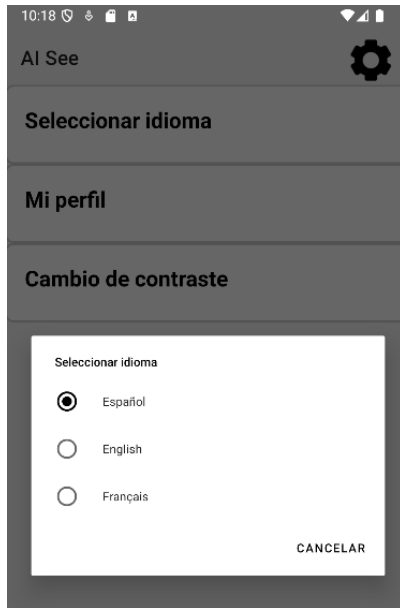 10:18
AI See
Seleccionar idioma
Mi perfil
Cambio de contraste
Seleccionar idioma
Español
English
Français
CANCELAR